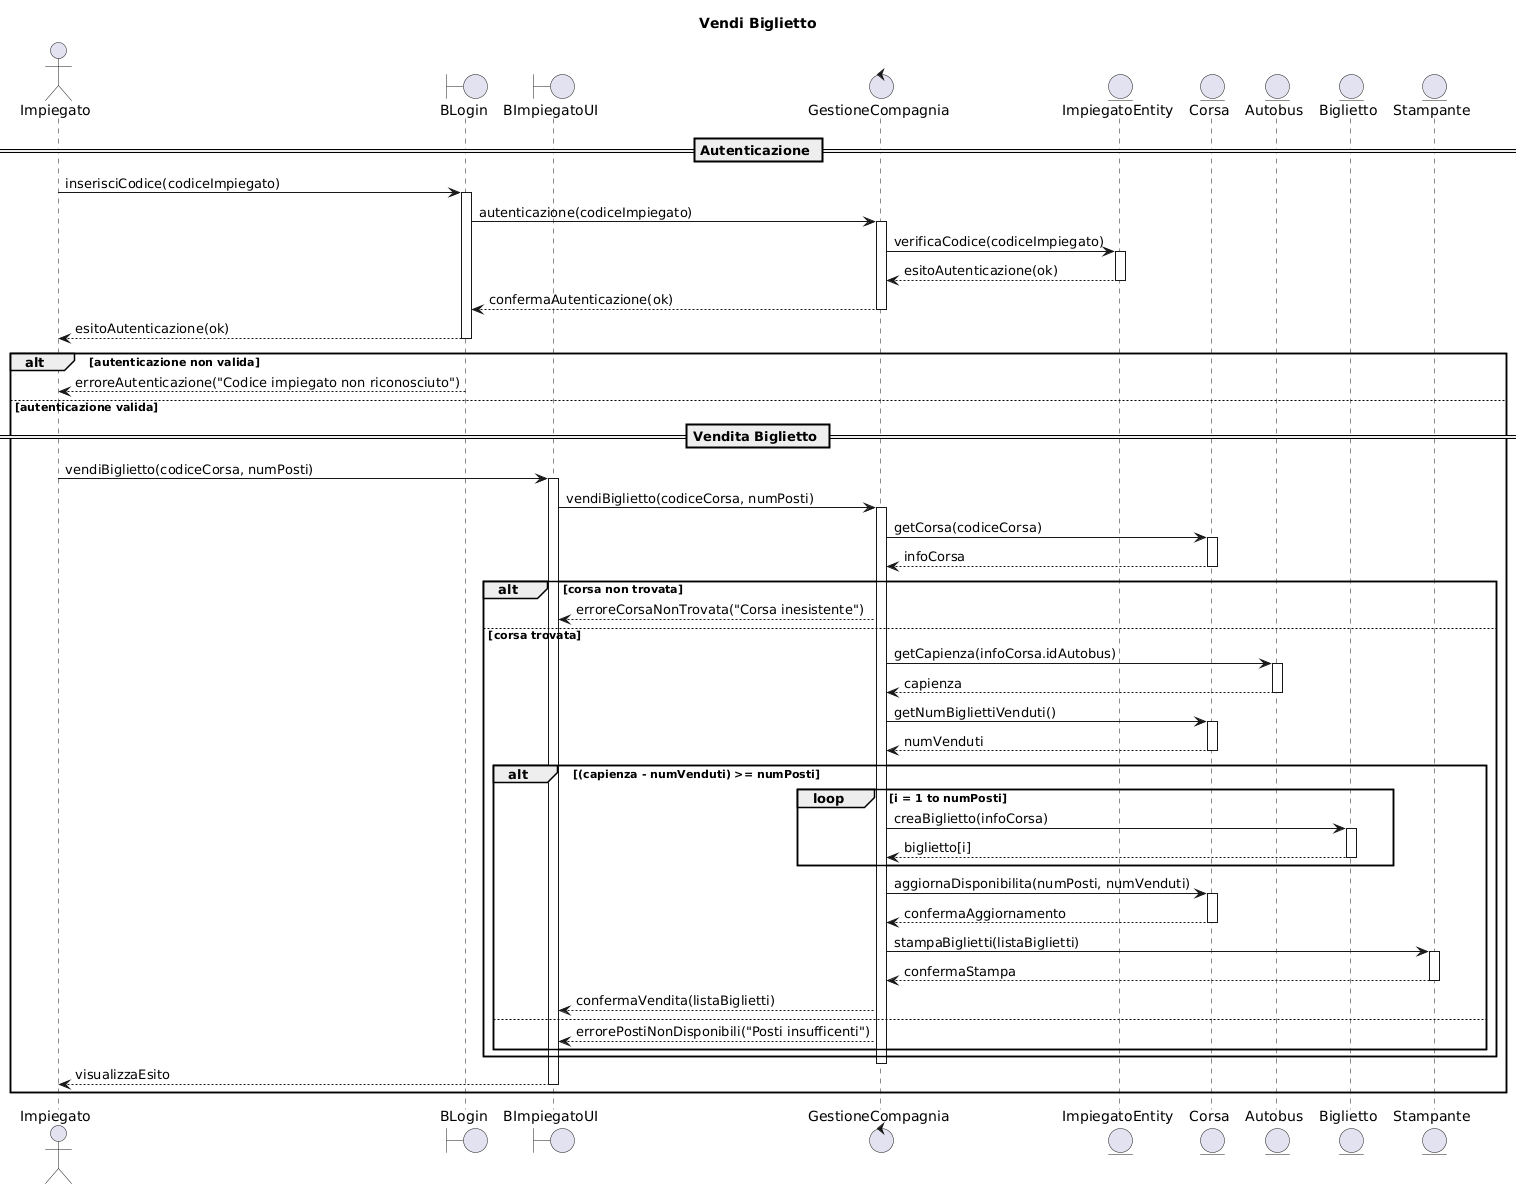 Vendi Biglietto
Impiegato
BLogin
BImpiegatoUI
GestioneCompagnia
ImpiegatoEntity
Corsa
Autobus
Biglietto
Stampante
Autenticazione
inserisciCodice(codiceImpiegato)
autenticazione(codiceImpiegato)
verificaCodice(codiceImpiegato)
esitoAutenticazione(ok)
confermaAutenticazione(ok)
esitoAutenticazione(ok)
alt [autenticazione non valida]
erroreAutenticazione("Codice impiegato non riconosciuto")
[autenticazione valida]
Vendita Biglietto
vendiBiglietto(codiceCorsa, numPosti)
vendiBiglietto(codiceCorsa, numPosti)
getCorsa(codiceCorsa)
infoCorsa
alt [corsa non trovata]
erroreCorsaNonTrovata("Corsa inesistente")
[corsa trovata]
getCapienza(infoCorsa.idAutobus)
capienza
getNumBigliettiVenduti()
numVenduti
alt [(capienza - numVenduti) >= numPosti]
loop [i = 1 to numPosti]
creaBiglietto(infoCorsa)
biglietto[i]
aggiornaDisponibilita(numPosti, numVenduti)
confermaAggiornamento
stampaBiglietti(listaBiglietti)
confermaStampa
confermaVendita(listaBiglietti)
errorePostiNonDisponibili("Posti insufficenti")
visualizzaEsito
Impiegato
BLogin
BImpiegatoUI
GestioneCompagnia
ImpiegatoEntity
Corsa
Autobus
Biglietto
Stampante